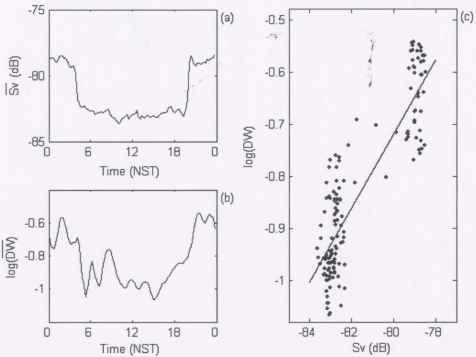 (a)
-75
-80
-85
Sv (dB)
0 6 12 18 0
Time (NST)
(b)
-0.6
-0.8
-1
log(DW)
0 6 12 18 0
Time (NST)
(c)
-0.5
-0.6
-0.7
-0.8
-0.9
-1
log(DW)
-84 -82 -80 -78
Sv (dB)